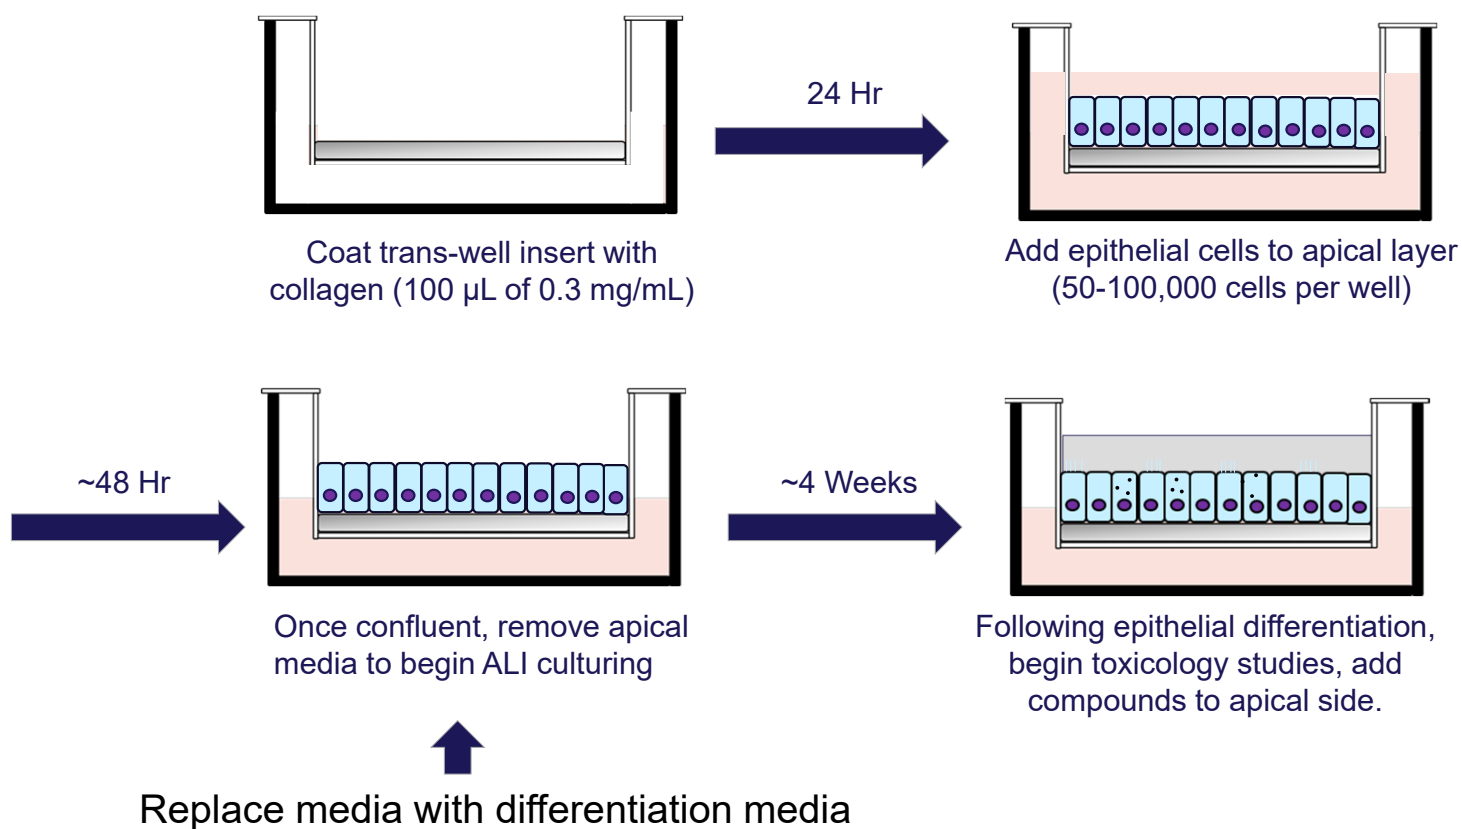 24 Hr
Coat trans-well insert with
collagen (100 µL of 0.3 mg/mL)
Add epithelial cells to apical layer
(50-100,000 cells per well)
~48 Hr
~4 Weeks
Once confluent, remove apical
media to begin ALI culturing
Following epithelial differentiation,
begin toxicology studies, add
compounds to apical side.
Replace media with differentiation media